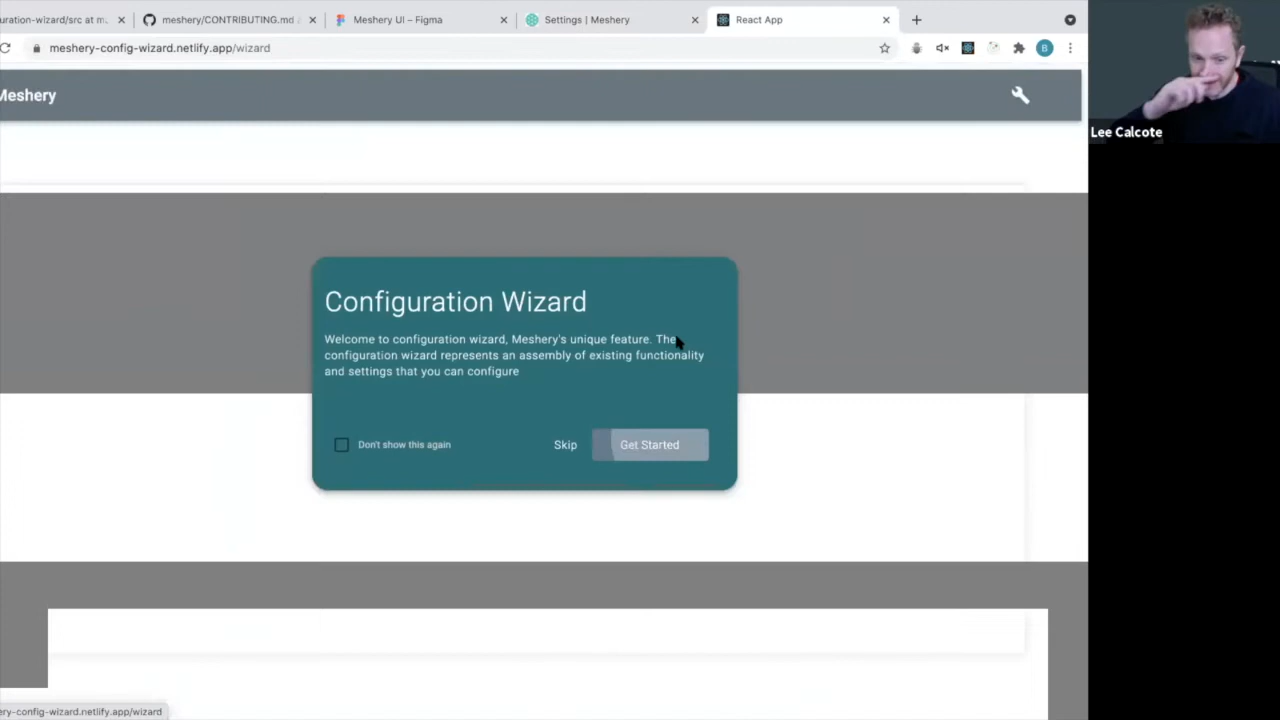 uration-wizard/src at m
meshery/CONTRIBUTING.md
Meshery UI – Figma
Settings | Meshery
React App
meshery-config-wizard.netlify.app/wizard
B
Meshery
Lee Calcote
Configuration Wizard
Welcome to configuration wizard, Meshery's unique feature. The
configuration wizard represents an assembly of existing functionality
and settings that you can configure
Don't show this again
Skip
Get Started
ery-config-wizard.netlify.app/wizard